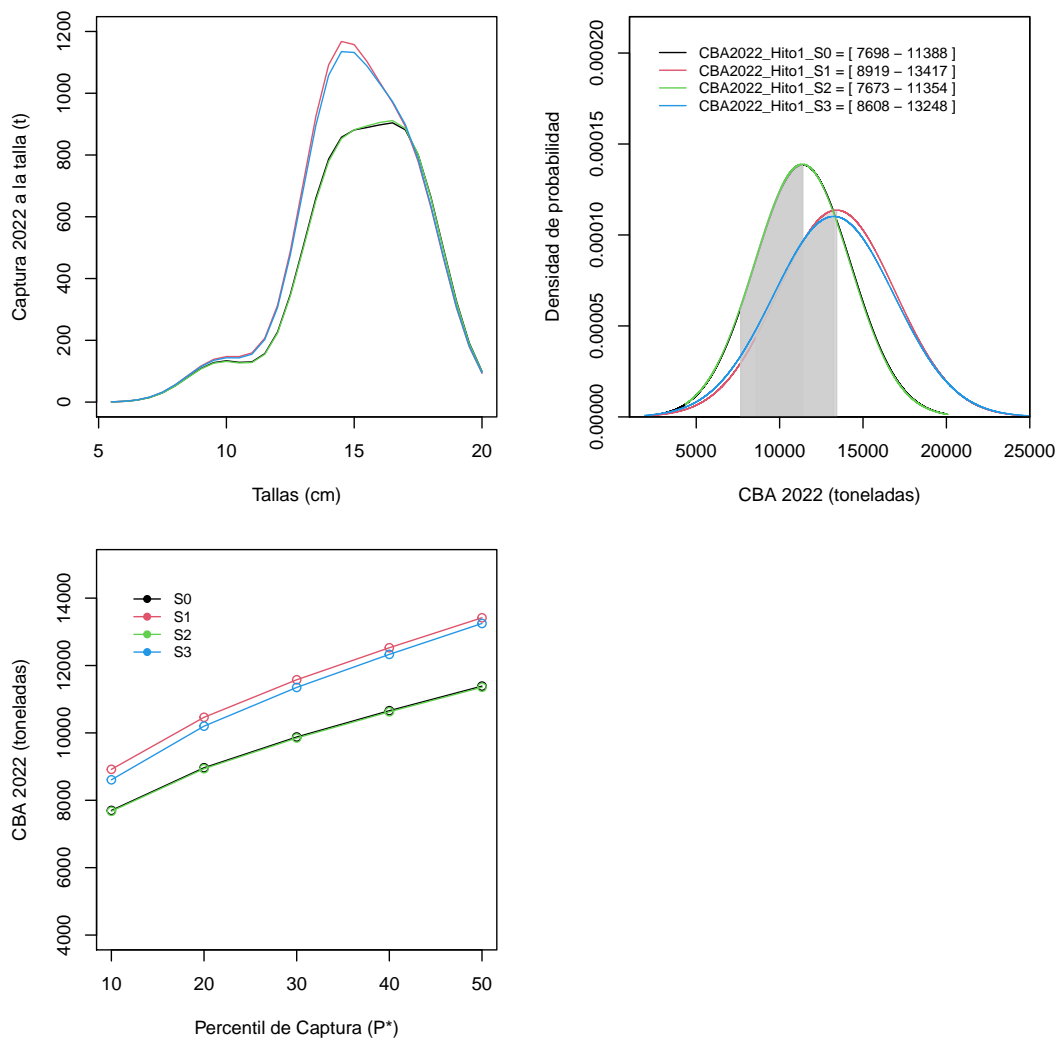 Captura 2022 a la talla (t)
0
200
400
600
800
1000
1200
5
10
15
20
Tallas (cm)
Densidad de probabilidad
0.00000
0.00005
0.00010
0.00015
0.00020
CBA2022_Hito1_S0 = [ 7698 − 11388 ]
CBA2022_Hito1_S1 = [ 8919 − 13417 ]
CBA2022_Hito1_S2 = [ 7673 − 11354 ]
CBA2022_Hito1_S3 = [ 8608 − 13248 ]
5000
10000
15000
20000
25000
CBA 2022 (toneladas)
CBA 2022 (toneladas)
4000
6000
8000
10000
12000
14000
S0
S1
S2
S3
10
20
30
40
50
Percentil de Captura (P*)